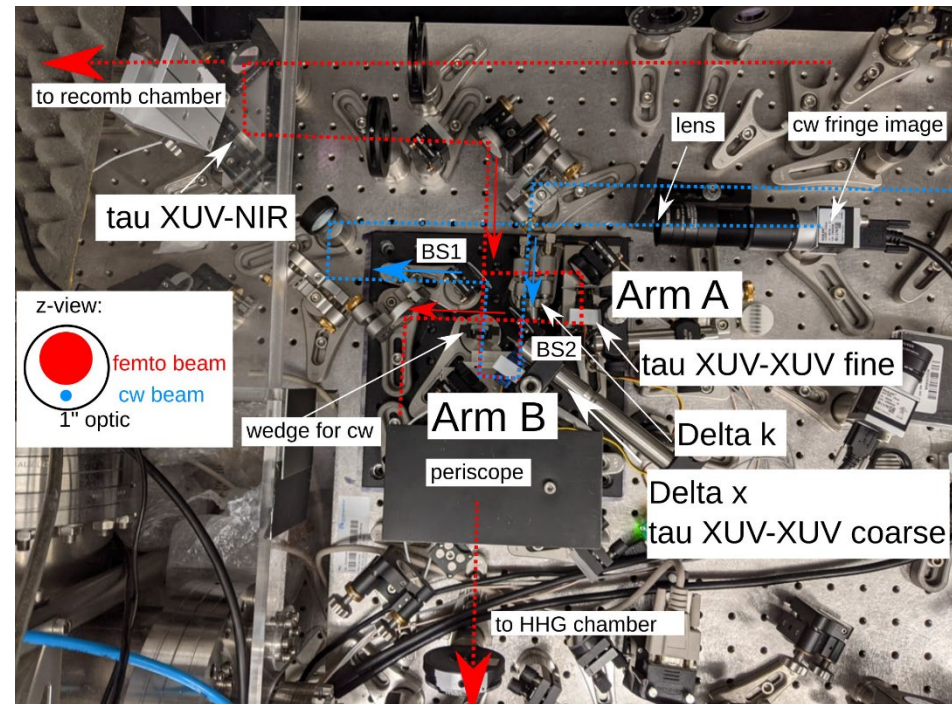 to recomb chamber
lens
cw fringe image
tau XUV-NIR
BS1
Arm A
z-view:
femto beam
cw beam
1" optic
BS2
tau XUV-XUV fine
wedge for cw
Arm B
Delta k
periscope
Delta x
tau XUV-XUV coarse
to HHG chamber